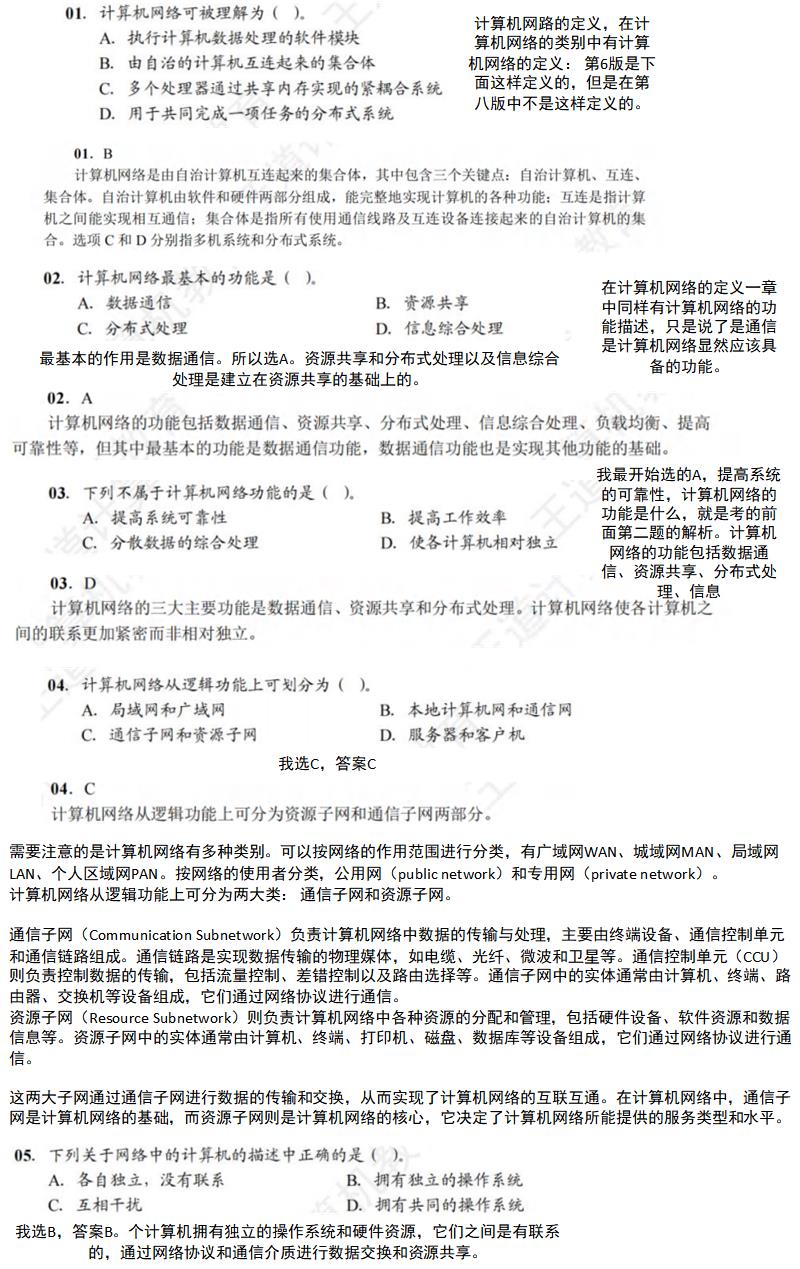 01. 计算机网络可被理解为（ ）。
A. 执行计算机数据处理的软件模块
B. 由自治的计算机互连起来的集合体
C. 多个处理器通过共享内存实现的紧耦合系统
D. 用于共同完成一项任务的分布式系统
计算机网路的定义，在计
算机网络的类别中有计算
机网络的定义： 第6版是下
面这样定义的，但是在第
八版中不是这样定义的。
01. B
计算机网络是由自治计算机互连起来的集合体，其中包含三个关键点：自治计算机、互连、
集合体。自治计算机由软件和硬件两部分组成，能完整地实现计算机的各种功能；互连是指计算
机之间能实现相互通信；集合体是指所有使用通信线路及互连设备连接起来的自治计算机的集
合。选项 C 和 D 分别指多机系统和分布式系统。
02. 计算机网络最基本的功能是（ ）。
A. 数据通信 B. 资源共享
C. 分布式处理 D. 信息综合处理
在计算机网络的定义一章
中同样有计算机网络的功
能描述，只是说了是通信
是计算机网络显然应该具
备的功能。
最基本的作用是数据通信。所以选A。资源共享和分布式处理以及信息综合
处理是建立在资源共享的基础上的。
02. A
计算机网络的功能包括数据通信、资源共享、分布式处理、信息综合处理、负载均衡、提高
可靠性等，但其中最基本的功能是数据通信功能，数据通信功能也是实现其他功能的基础。
03. 下列不属于计算机网络功能的是（ ）。
A. 提高系统可靠性 B. 提高工作效率
C. 分散数据的综合处理 D. 使各计算机相对独立
我最开始选的A，提高系统
的可靠性，计算机网络的
功能是什么，就是考的前
面第二题的解析。计算机
网络的功能包括数据通
信、资源共享、分布式处
理、信息
03. D
计算机网络的三大主要功能是数据通信、资源共享和分布式处理。计算机网络使各计算机之
间的联系更加紧密而非相对独立。
04. 计算机网络从逻辑功能上可划分为（ ）。
A. 局域网和广域网 B. 本地计算机网和通信网
C. 通信子网和资源子网 D. 服务器和客户机
我选C，答案C
04. C
计算机网络从逻辑功能上可分为资源子网和通信子网两部分。
需要注意的是计算机网络有多种类别。可以按网络的作用范围进行分类，有广域网WAN、城域网MAN、局域网
LAN、个人区域网PAN。按网络的使用者分类，公用网（public network）和专用网（private network）。
计算机网络从逻辑功能上可分为两大类： 通信子网和资源子网。
通信子网（Communication Subnetwork）负责计算机网络中数据的传输与处理，主要由终端设备、通信控制单元
和通信链路组成。通信链路是实现数据传输的物理媒体，如电缆、光纤、微波和卫星等。通信控制单元（CCU）
则负责控制数据的传输，包括流量控制、差错控制以及路由选择等。通信子网中的实体通常由计算机、终端、路
由器、交换机等设备组成，它们通过网络协议进行通信。
资源子网（Resource Subnetwork）则负责计算机网络中各种资源的分配和管理，包括硬件设备、软件资源和数据
信息等。资源子网中的实体通常由计算机、终端、打印机、磁盘、数据库等设备组成，它们通过网络协议进行通
信。
这两大子网通过通信子网进行数据的传输和交换，从而实现了计算机网络的互联互通。在计算机网络中，通信子
网是计算机网络的基础，而资源子网则是计算机网络的核心，它决定了计算机网络所能提供的服务类型和水平。
05. 下列关于网络中的计算机的描述中正确的是（ ）。
A. 各自独立，没有联系 B. 拥有独立的操作系统
C. 互相干扰 D. 拥有共同的操作系统
我选B，答案B。个计算机拥有独立的操作系统和硬件资源，它们之间是有联系
的，通过网络协议和通信介质进行数据交换和资源共享。